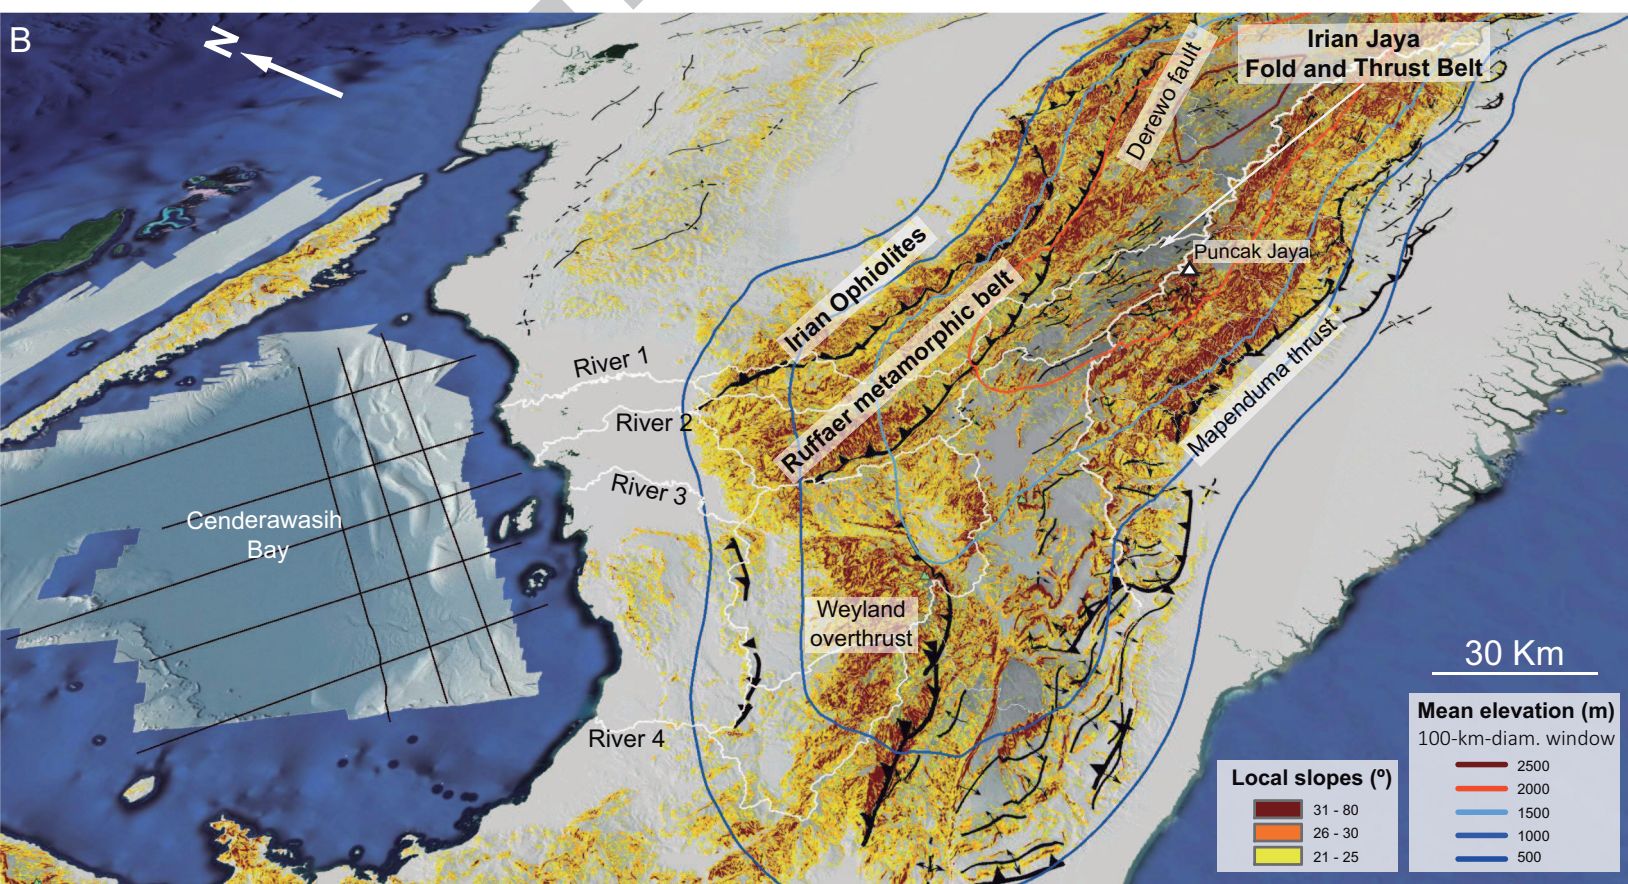 B
N
Irian Jaya
Fold and Thrust Belt
Derewo fault
Puncak Jaya
Irian Ophiolites
Ruffaer metamorphic belt
Mapenduma thrust
River 1
River 2
River 3
Cenderawasih
Bay
Weyland
overthrust
River 4
30 Km
Local slopes (º)
31 - 80
26 - 30
21 - 25
Mean elevation (m)
100-km-diam. window
2500
2000
1500
1000
500